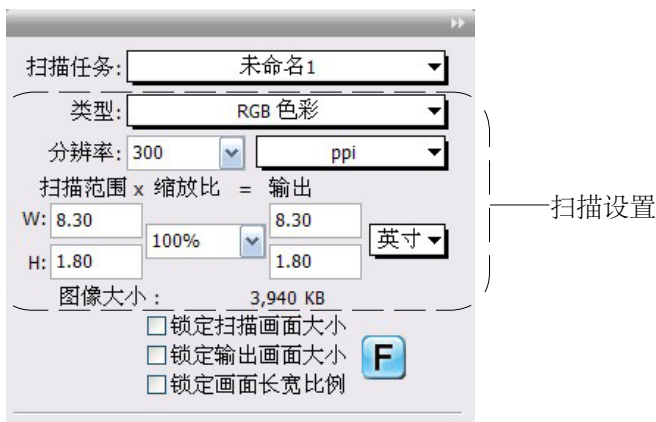 扫描任务: 未命名1
类型: RGB 色彩
分辨率: 300 ppi
扫描范围 x 缩放比 = 输出
W: 8.30 100% 8.30 英寸
H: 1.80 1.80
图像大小: 3,940 KB
锁定扫描画面大小
锁定输出画面大小
锁定画面长宽比例
F
扫描设置